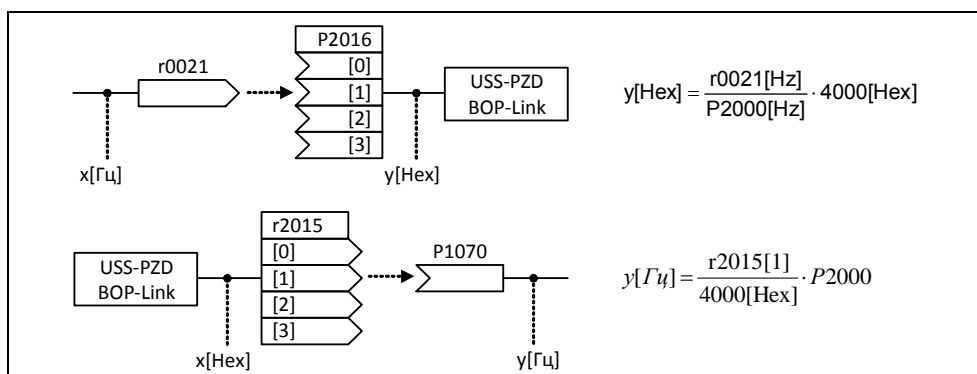 P2016
r0021
[0]
[1]
[2]
[3]
USS-PZD
BOP-Link
x[Гц]
y[Hex]
y[Hex] = r0021[Hz] / P2000[Hz] · 4000[Hex]
r2015
[0]
[1]
[2]
[3]
USS-PZD
BOP-Link
P1070
x[Hex]
y[Гц]
y[Гц] = r2015[1] / 4000[Hex] · P2000